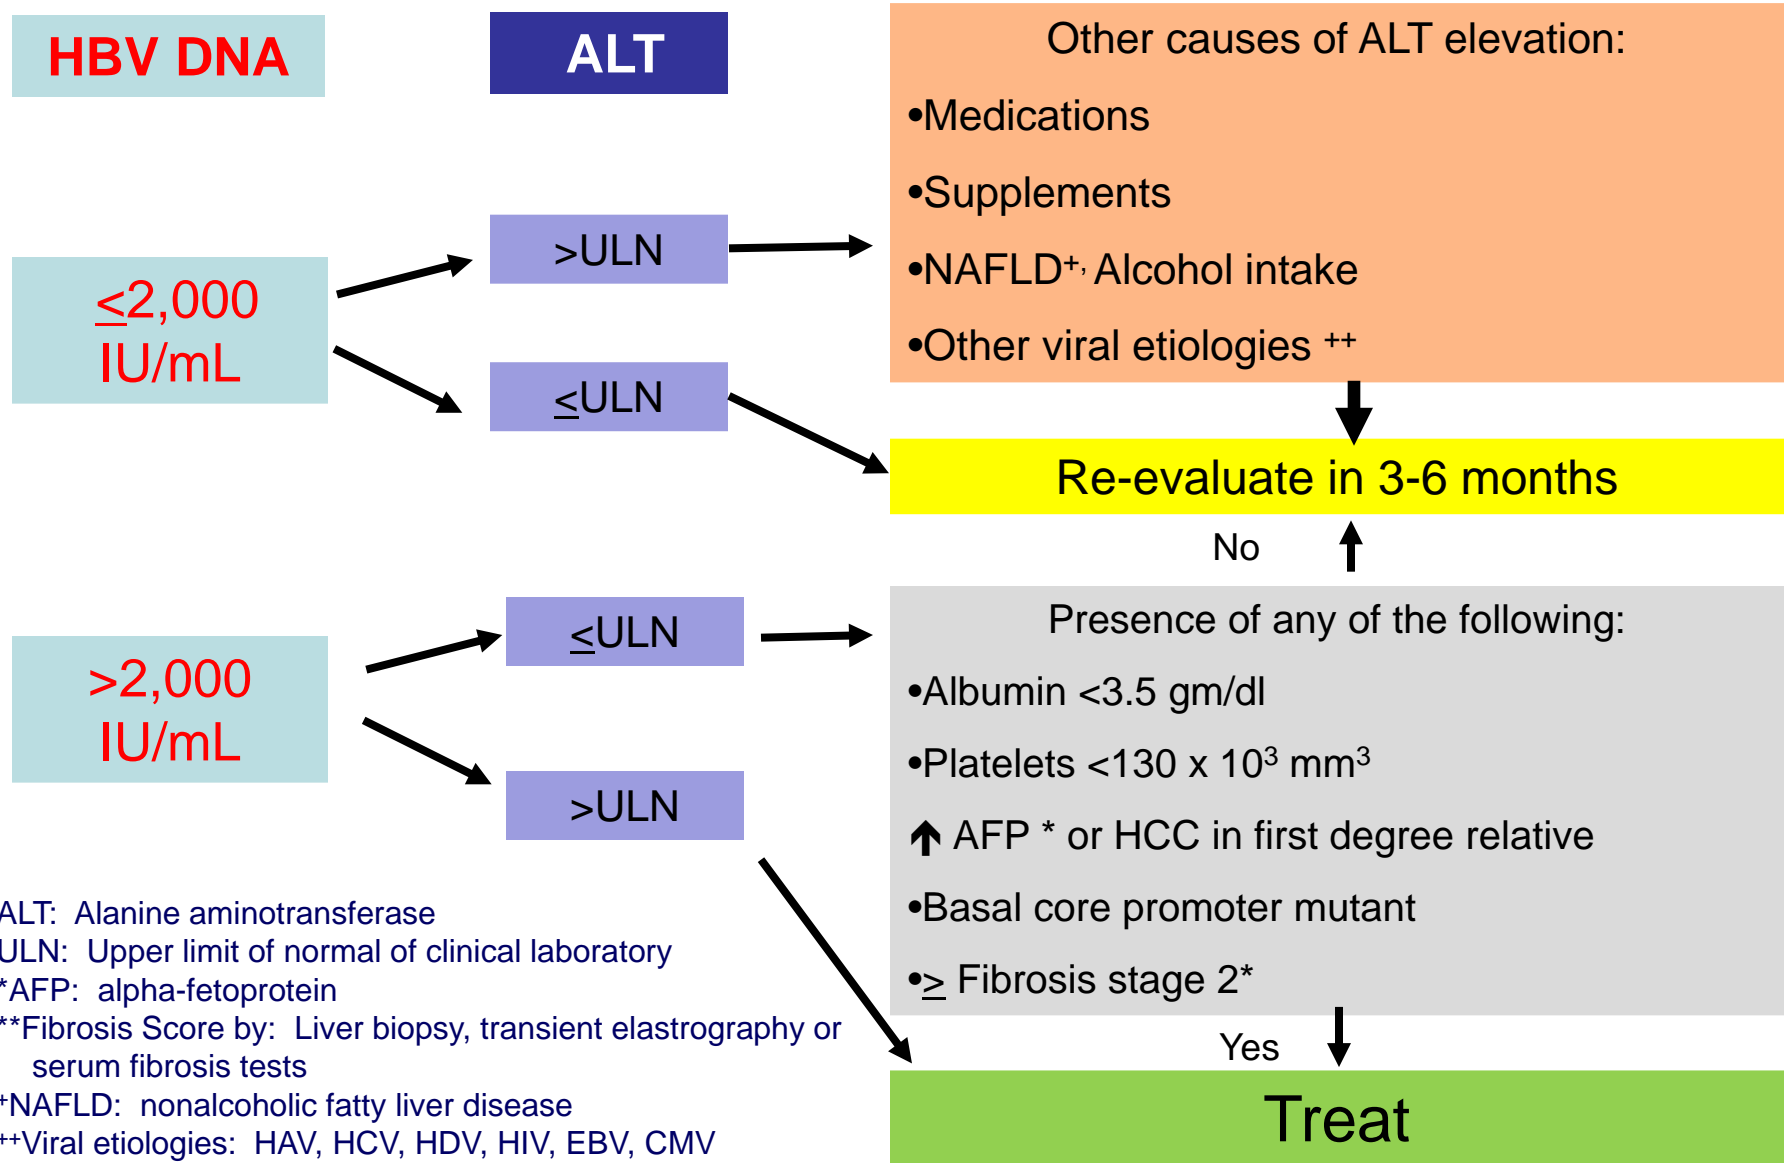 HBV DNA
ALT
Other causes of ALT elevation:
•Medications
•Supplements
•NAFLD⁺, Alcohol intake
•Other viral etiologies ⁺⁺
≤2,000
IU/mL
>ULN
≤ULN
Re-evaluate in 3-6 months
No
>2,000
IU/mL
≤ULN
>ULN
Presence of any of the following:
•Albumin <3.5 gm/dl
•Platelets <130 x 10³ mm³
↑ AFP * or HCC in first degree relative
•Basal core promoter mutant
•≥ Fibrosis stage 2*
Yes
Treat
ALT: Alanine aminotransferase
ULN: Upper limit of normal of clinical laboratory
*AFP: alpha-fetoprotein
**Fibrosis Score by: Liver biopsy, transient elastrography or
serum fibrosis tests
⁺NAFLD: nonalcoholic fatty liver disease
⁺⁺Viral etiologies: HAV, HCV, HDV, HIV, EBV, CMV